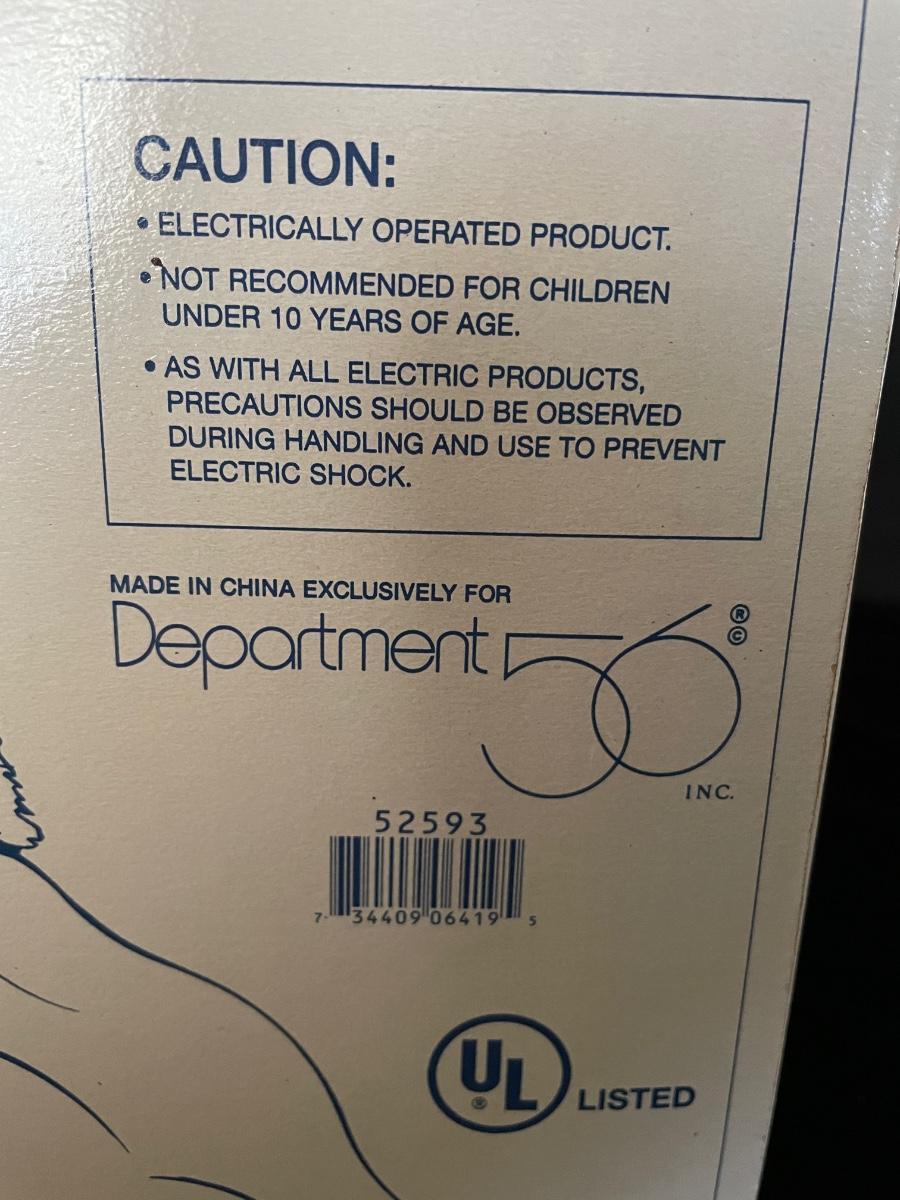 CAUTION:
• ELECTRICALLY OPERATED PRODUCT.
• NOT RECOMMENDED FOR CHILDREN
UNDER 10 YEARS OF AGE.
• AS WITH ALL ELECTRIC PRODUCTS,
PRECAUTIONS SHOULD BE OBSERVED
DURING HANDLING AND USE TO PREVENT
ELECTRIC SHOCK.
MADE IN CHINA EXCLUSIVELY FOR
Department 56 ® ©
INC.
52593
7 34409 06419 5
UL ® LISTED